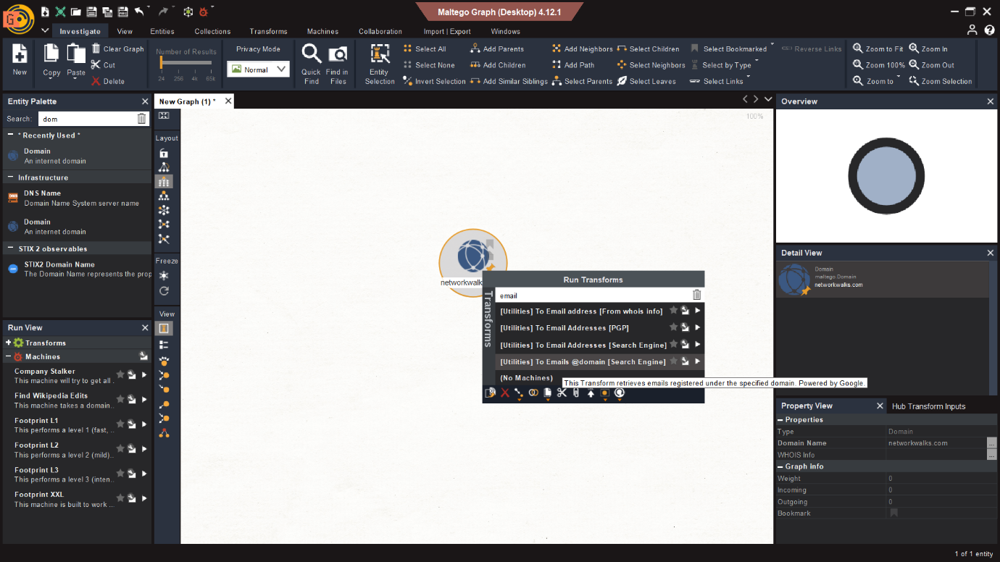 Maltego Graph (Desktop) 4.12.1
Investigate View Entities Collections Transforms Machines Collaboration Import | Export Windows
New
Copy
Paste
Clear Graph
Cut
Delete
Number of Results
24 256 4k 65k
Privacy Mode
Normal
Quick
Find
Find in
Files
Entity
Selection
Select All
Select None
Invert Selection
Add Parents
Add Children
Add Similar Siblings
Add Neighbors
Add Path
Select Parents
Select Children
Select Neighbors
Select Leaves
Select Bookmarked
Select by Type
Select Links
Reverse Links
Zoom to Fit
Zoom 100%
Zoom to
Zoom In
Zoom Out
Zoom Selection
Entity Palette
Search: dom
* Recently Used *
Domain
An internet domain
Infrastructure
DNS Name
Domain Name System server name
Domain
An internet domain
STIX 2 observables
STIX2 Domain Name
The Domain Name represents the prop
Run View
Transforms
Machines
Company Stalker
This machine will try to get all .
Find Wikipedia Edits
This machine takes a domain...
Footprint L1
This performs a level 1 (fast, ...
Footprint L2
This performs a level 2 (mild)...
Footprint L3
This performs a level 3 (inten...
Footprint XXL
This machine is built to work ...
New Graph (1) *
100%
Layout
Freeze
View
networkwalk
Run Transforms
Transforms
email
[Utilities] To Email address [From whois info]
[Utilities] To Email Addresses [PGP]
[Utilities] To Email Addresses [Search Engine]
[Utilities] To Emails @domain [Search Engine]
(No Machines)
This Transform retrieves emails registered under the specified domain. Powered by Google.
Overview
Detail View
Domain
maltego.Domain
networkwalks.com
Property View
Hub Transform Inputs
Properties
Type Domain
Domain Name networkwalks.com
...
WHOIS Info
...
Graph info
Weight 0
Incoming 0
Outgoing 0
Bookmark
1 of 1 entity